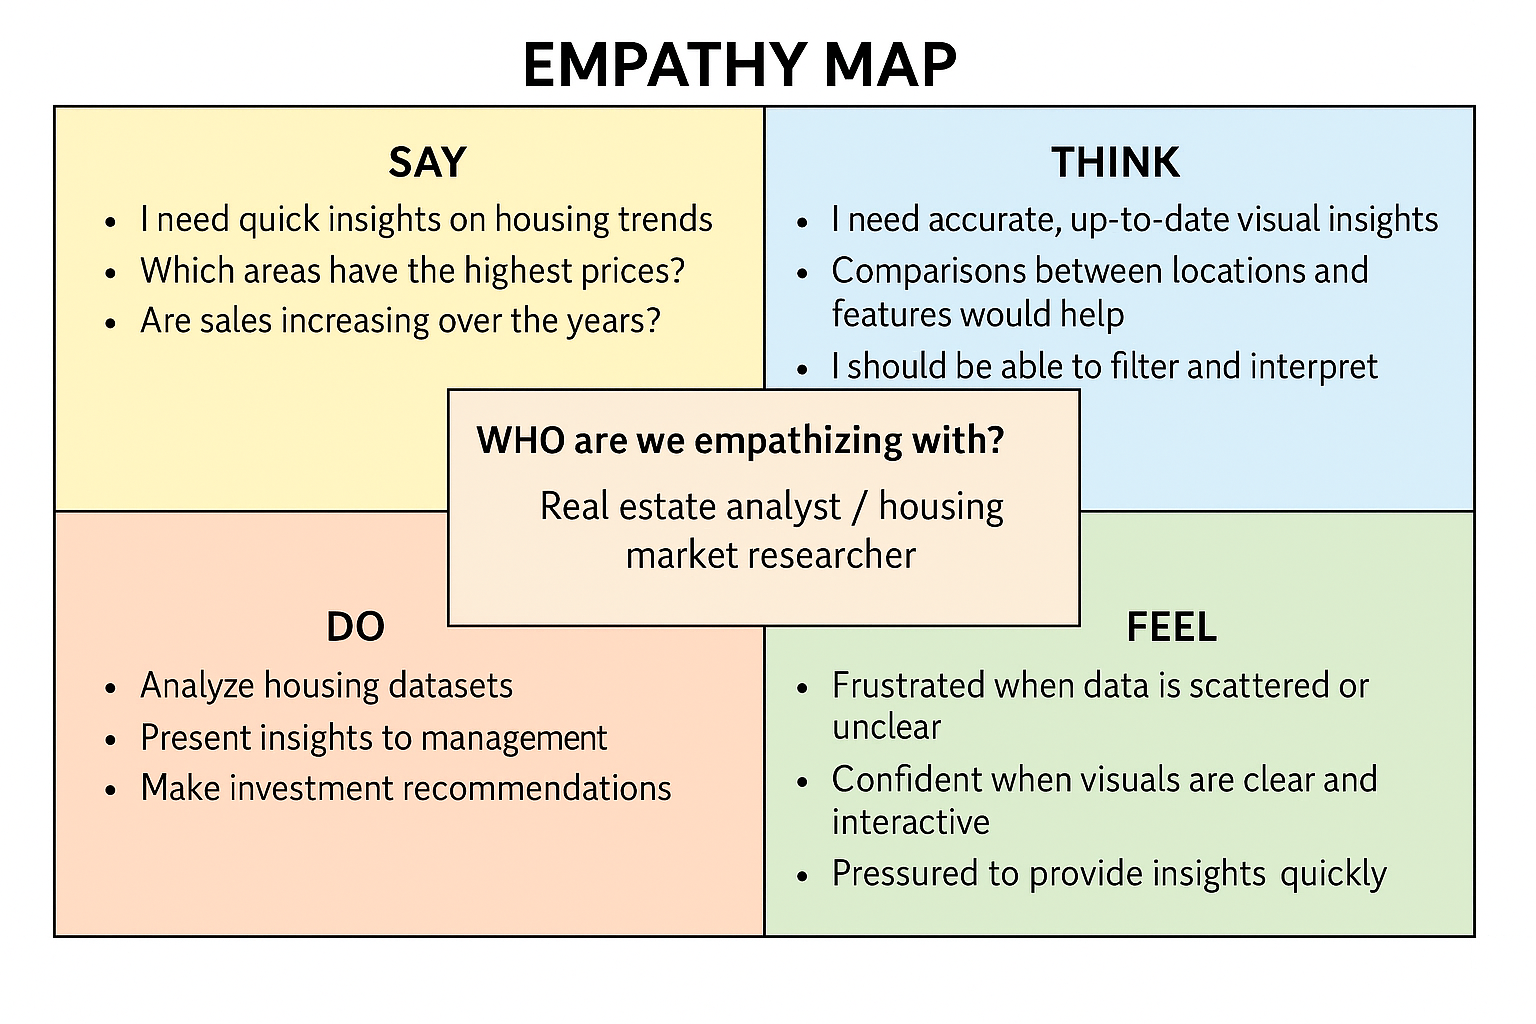 EMPATHY MAP
SAY
• I need quick insights on housing trends
• Which areas have the highest prices?
• Are sales increasing over the years?
THINK
• I need accurate, up-to-date visual insights
• Comparisons between locations and
features would help
• I should be able to filter and interpret
WHO are we empathizing with?
Real estate analyst / housing
market researcher
DO
• Analyze housing datasets
• Present insights to management
• Make investment recommendations
FEEL
• Frustrated when data is scattered or
unclear
• Confident when visuals are clear and
interactive
• Pressured to provide insights quickly